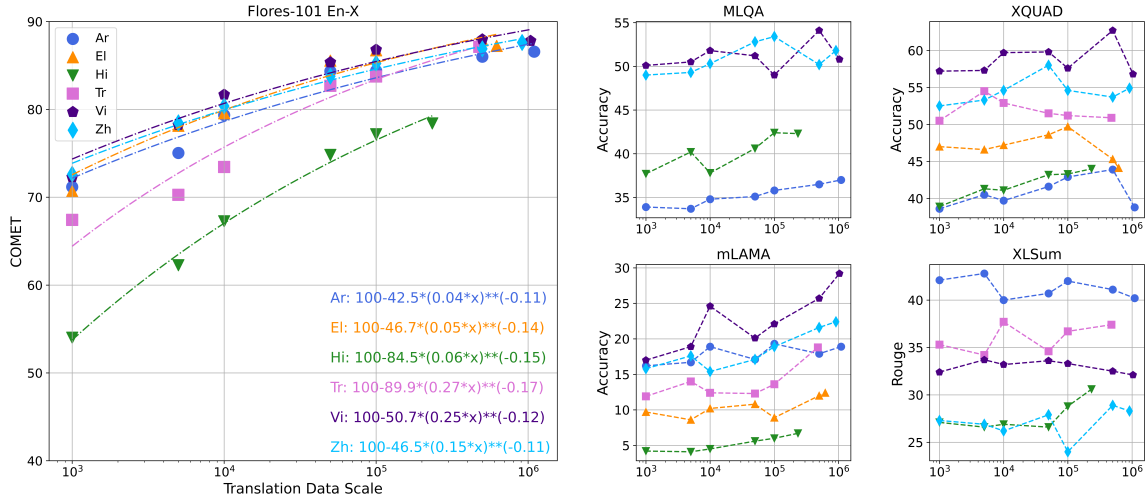 Flores-101 En-X
90
80
70
60
50
40
COMET
10³
10⁴
10⁵
10⁶
Translation Data Scale
Ar
El
Hi
Tr
Vi
Zh
Ar: 100-42.5*(0.04*x)**(-0.11)
El: 100-46.7*(0.05*x)**(-0.14)
Hi: 100-84.5*(0.06*x)**(-0.15)
Tr: 100-89.9*(0.27*x)**(-0.17)
Vi: 100-50.7*(0.25*x)**(-0.12)
Zh: 100-46.5*(0.15*x)**(-0.11)
MLQA
55
50
45
40
35
Accuracy
10³
10⁴
10⁵
10⁶
XQUAD
60
55
50
45
40
Accuracy
10³
10⁴
10⁵
10⁶
mLAMA
30
25
20
15
10
5
Accuracy
10³
10⁴
10⁵
10⁶
XLSum
40
35
30
25
Rouge
10³
10⁴
10⁵
10⁶